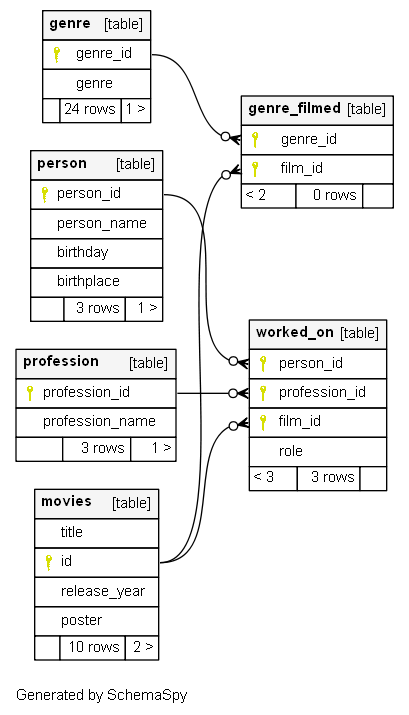 genre [table]
genre_id
genre
24 rows 1 >
genre_filmed [table]
genre_id
film_id
< 2 0 rows
person [table]
person_id
person_name
birthday
birthplace
3 rows 1 >
worked_on [table]
person_id
profession_id
film_id
role
< 3 3 rows
profession [table]
profession_id
profession_name
3 rows 1 >
movies [table]
title
id
release_year
poster
10 rows 2 >
Generated by SchemaSpy